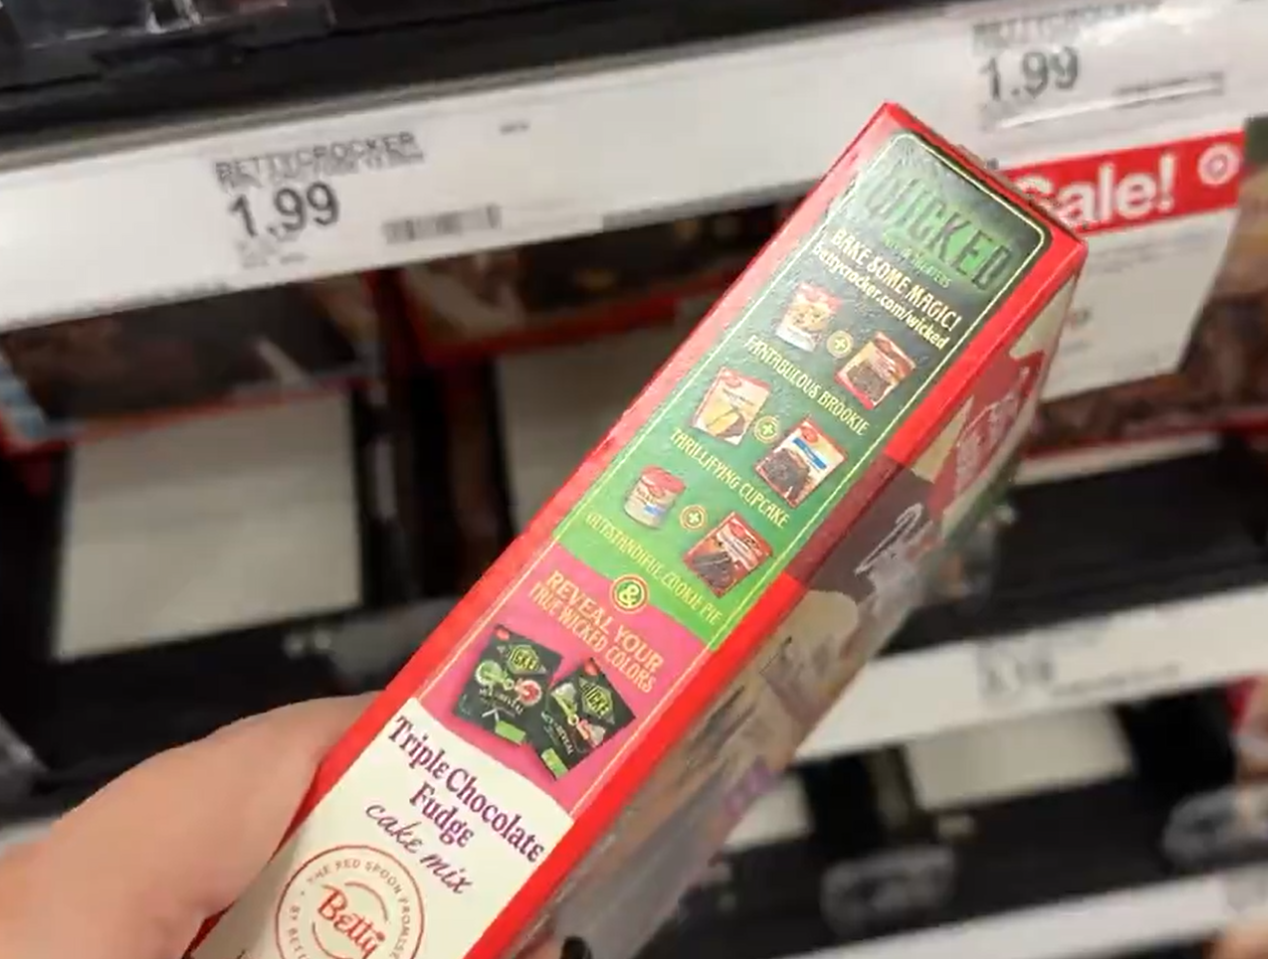 BETTYCROCKER
1.99
1.99
Sale!
WICKED
BAKE SOME MAGIC!
bettycrocker.com/wicked
FANTABULOUS BROOKIE
THRILLIFYING CUPCAKE
OUTSTANDIFUL COOKIE PIE
&
REVEAL YOUR
TRUE WICKED COLORS
Triple Chocolate
Fudge
cake mix
THE RED SPOON PROMISE
Betty